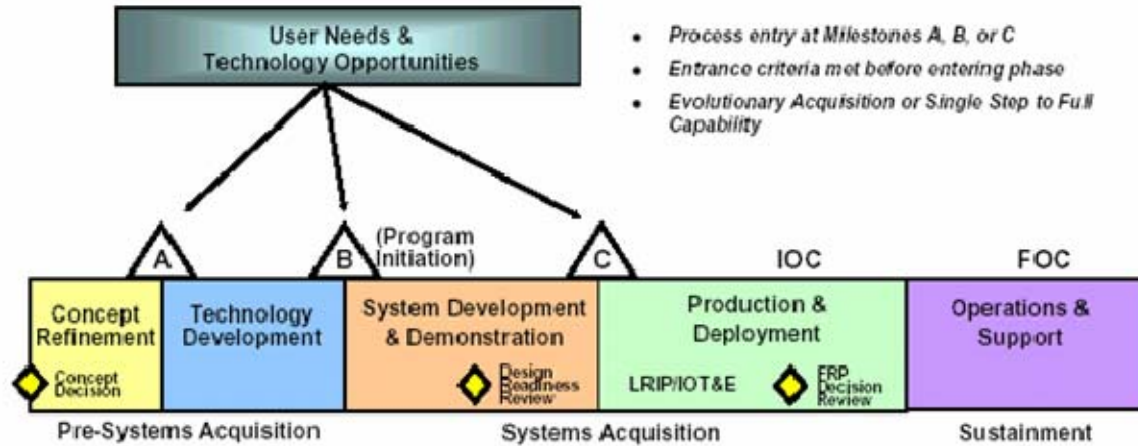 User Needs &
Technology Opportunities
• Process entry at Milestones A, B, or C
• Entrance criteria met before entering phase
• Evolutionary Acquisition or Single Step to Full
Capability
A
B
(Program
Initiation)
C
IOC
FOC
Concept
Refinement
Technology
Development
System Development
& Demonstration
Production &
Deployment
Operations &
Support
Concept
Decision
Design
Readiness
Review
LRIP/IOT&E
FRP
Decision
Review
Pre-Systems Acquisition
Systems Acquisition
Sustainment